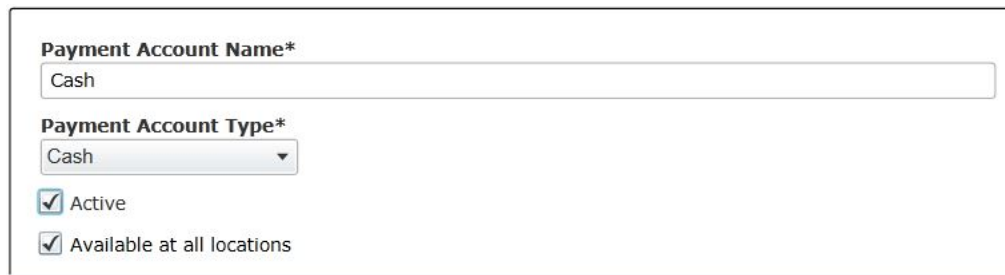 Payment Account Name*
Cash
Payment Account Type*
Cash
Active
Available at all locations